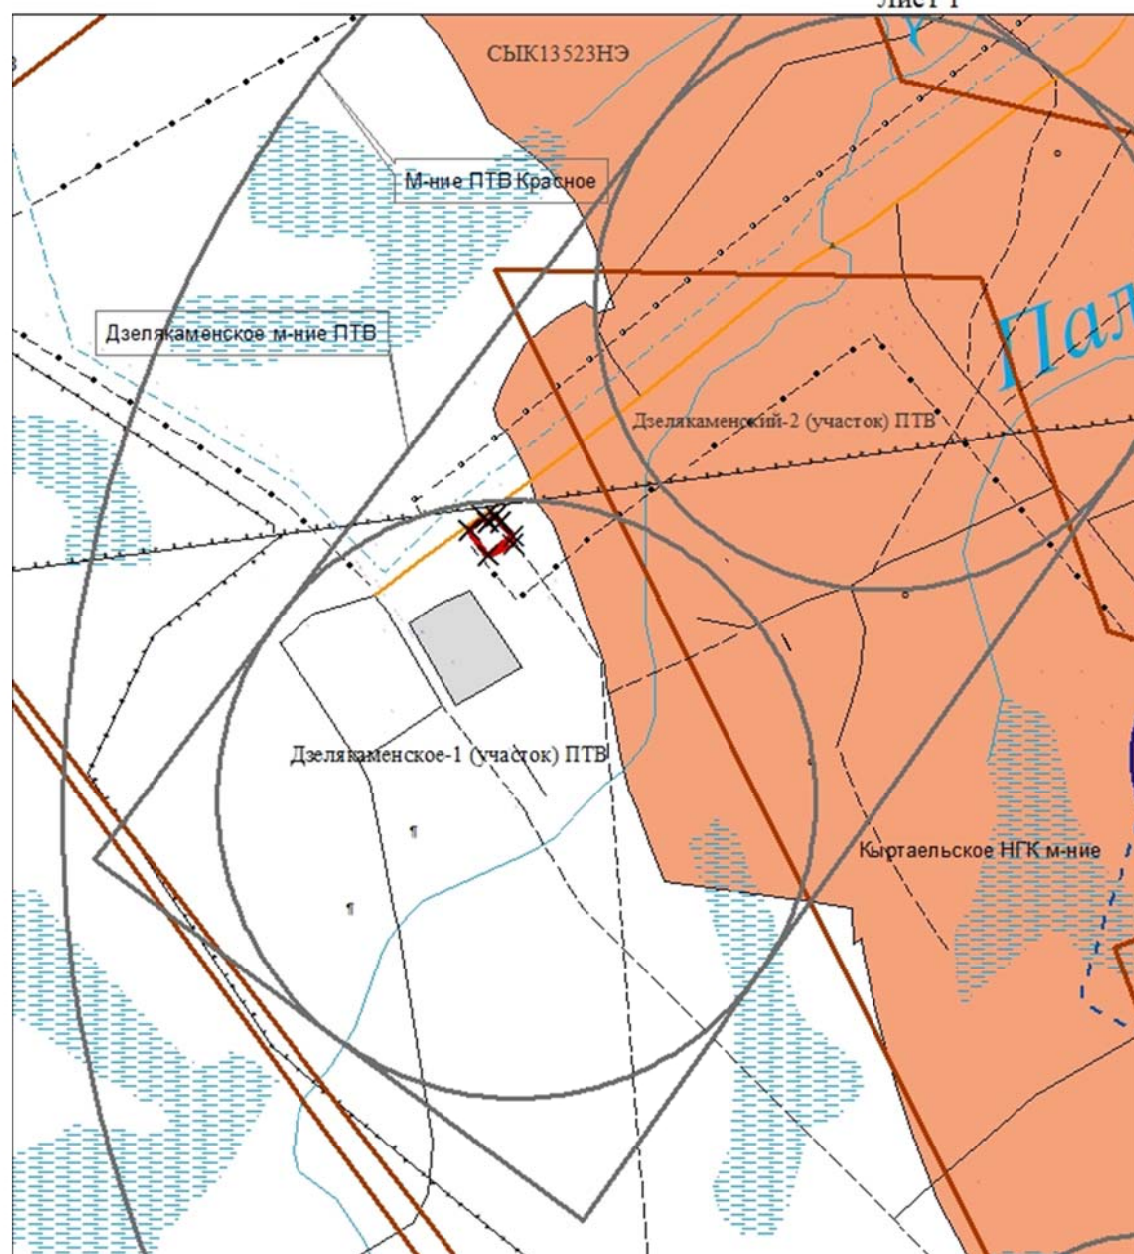 Лист 1
СЫК13523НЭ
М-ние ПТВ Красное
Дзелякаменское м-ние ПТВ
Пал
Дзелякаменский-2 (участок) ПТВ
Дзелякаменское-1 (участок) ПТВ
¶
Кыртаельское НГК м-ние
¶